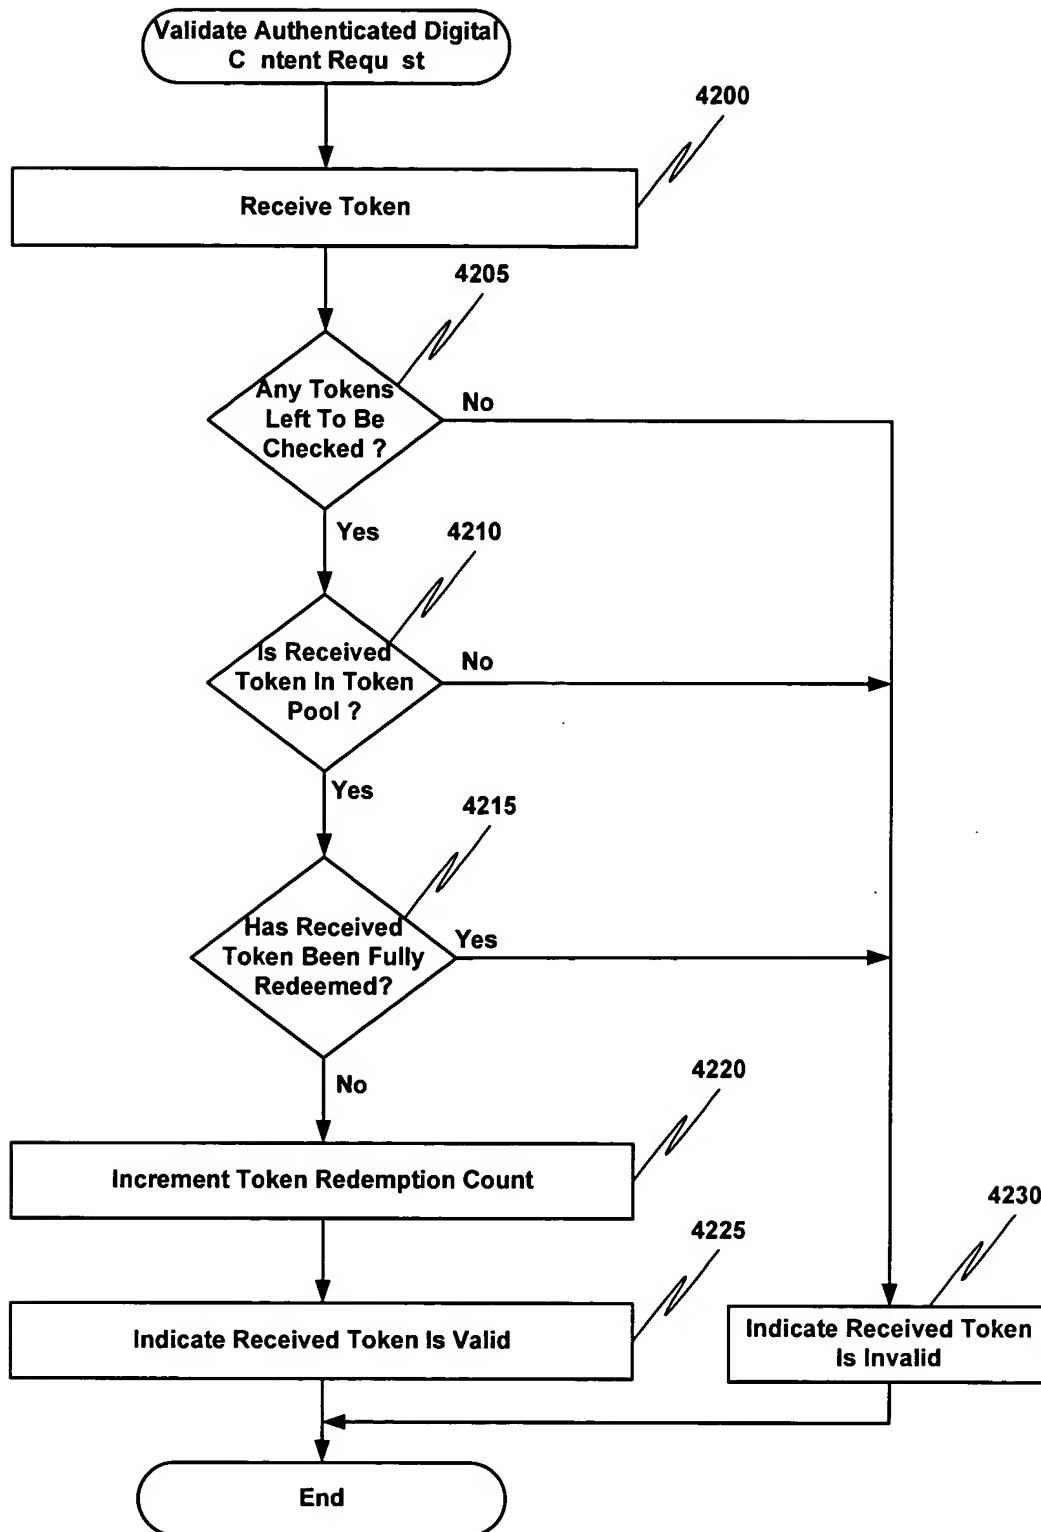 Validate Authenticated Digital
C ntent Requ st
4200
Receive Token
4205
Any Tokens
Left To Be
Checked ?
No
Yes
4210
Is Received
Token In Token
Pool ?
No
Yes
4215
Has Received
Token Been Fully
Redeemed?
Yes
No
4220
Increment Token Redemption Count
4225
Indicate Received Token Is Valid
4230
Indicate Received Token
Is Invalid
End